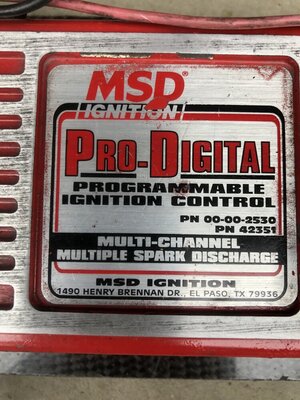 MSD®
IGNITION
PRO-DIGITAL
PROGRAMMABLE
IGNITION CONTROL
PN 00-00-2530
PN 42351
MULTI-CHANNEL
MULTIPLE SPARK DISCHARGE
MSD IGNITION
1490 HENRY BRENNAN DR., EL PASO, TX 79936